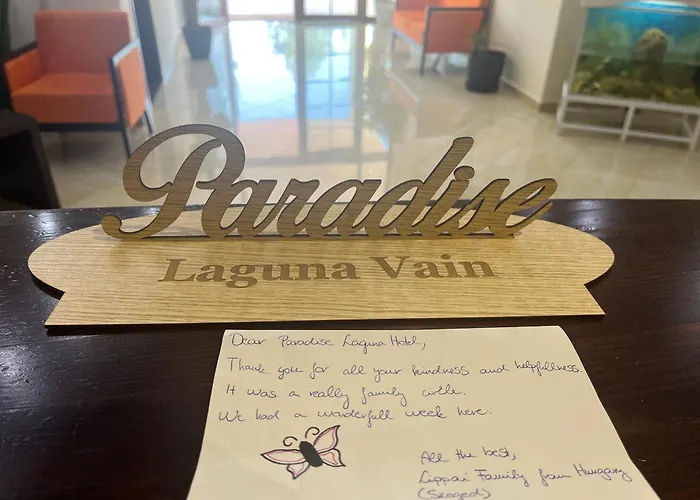 Paradise
Laguna Vain
Dear Paradise Laguna Hotel,
Thank you for all your kindness and helpfullness.
It was a really family circle.
We had a wonderfull week here.
All the best,
Lippai Family from Hungary
(Szeged)